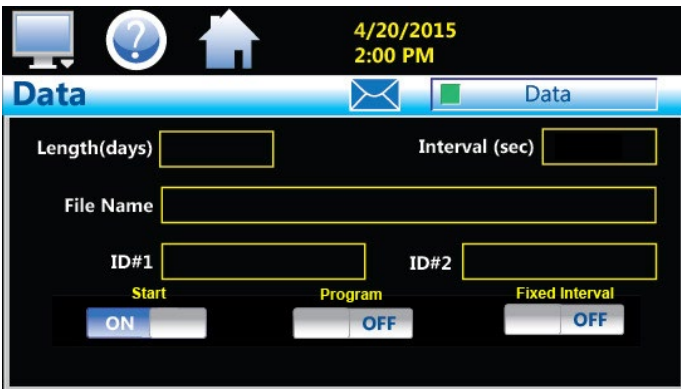 4/20/2015
2:00 PM
Data
Data
Length(days)
Interval (sec)
File Name
ID#1
ID#2
Start
Program
Fixed Interval
ON
OFF
OFF